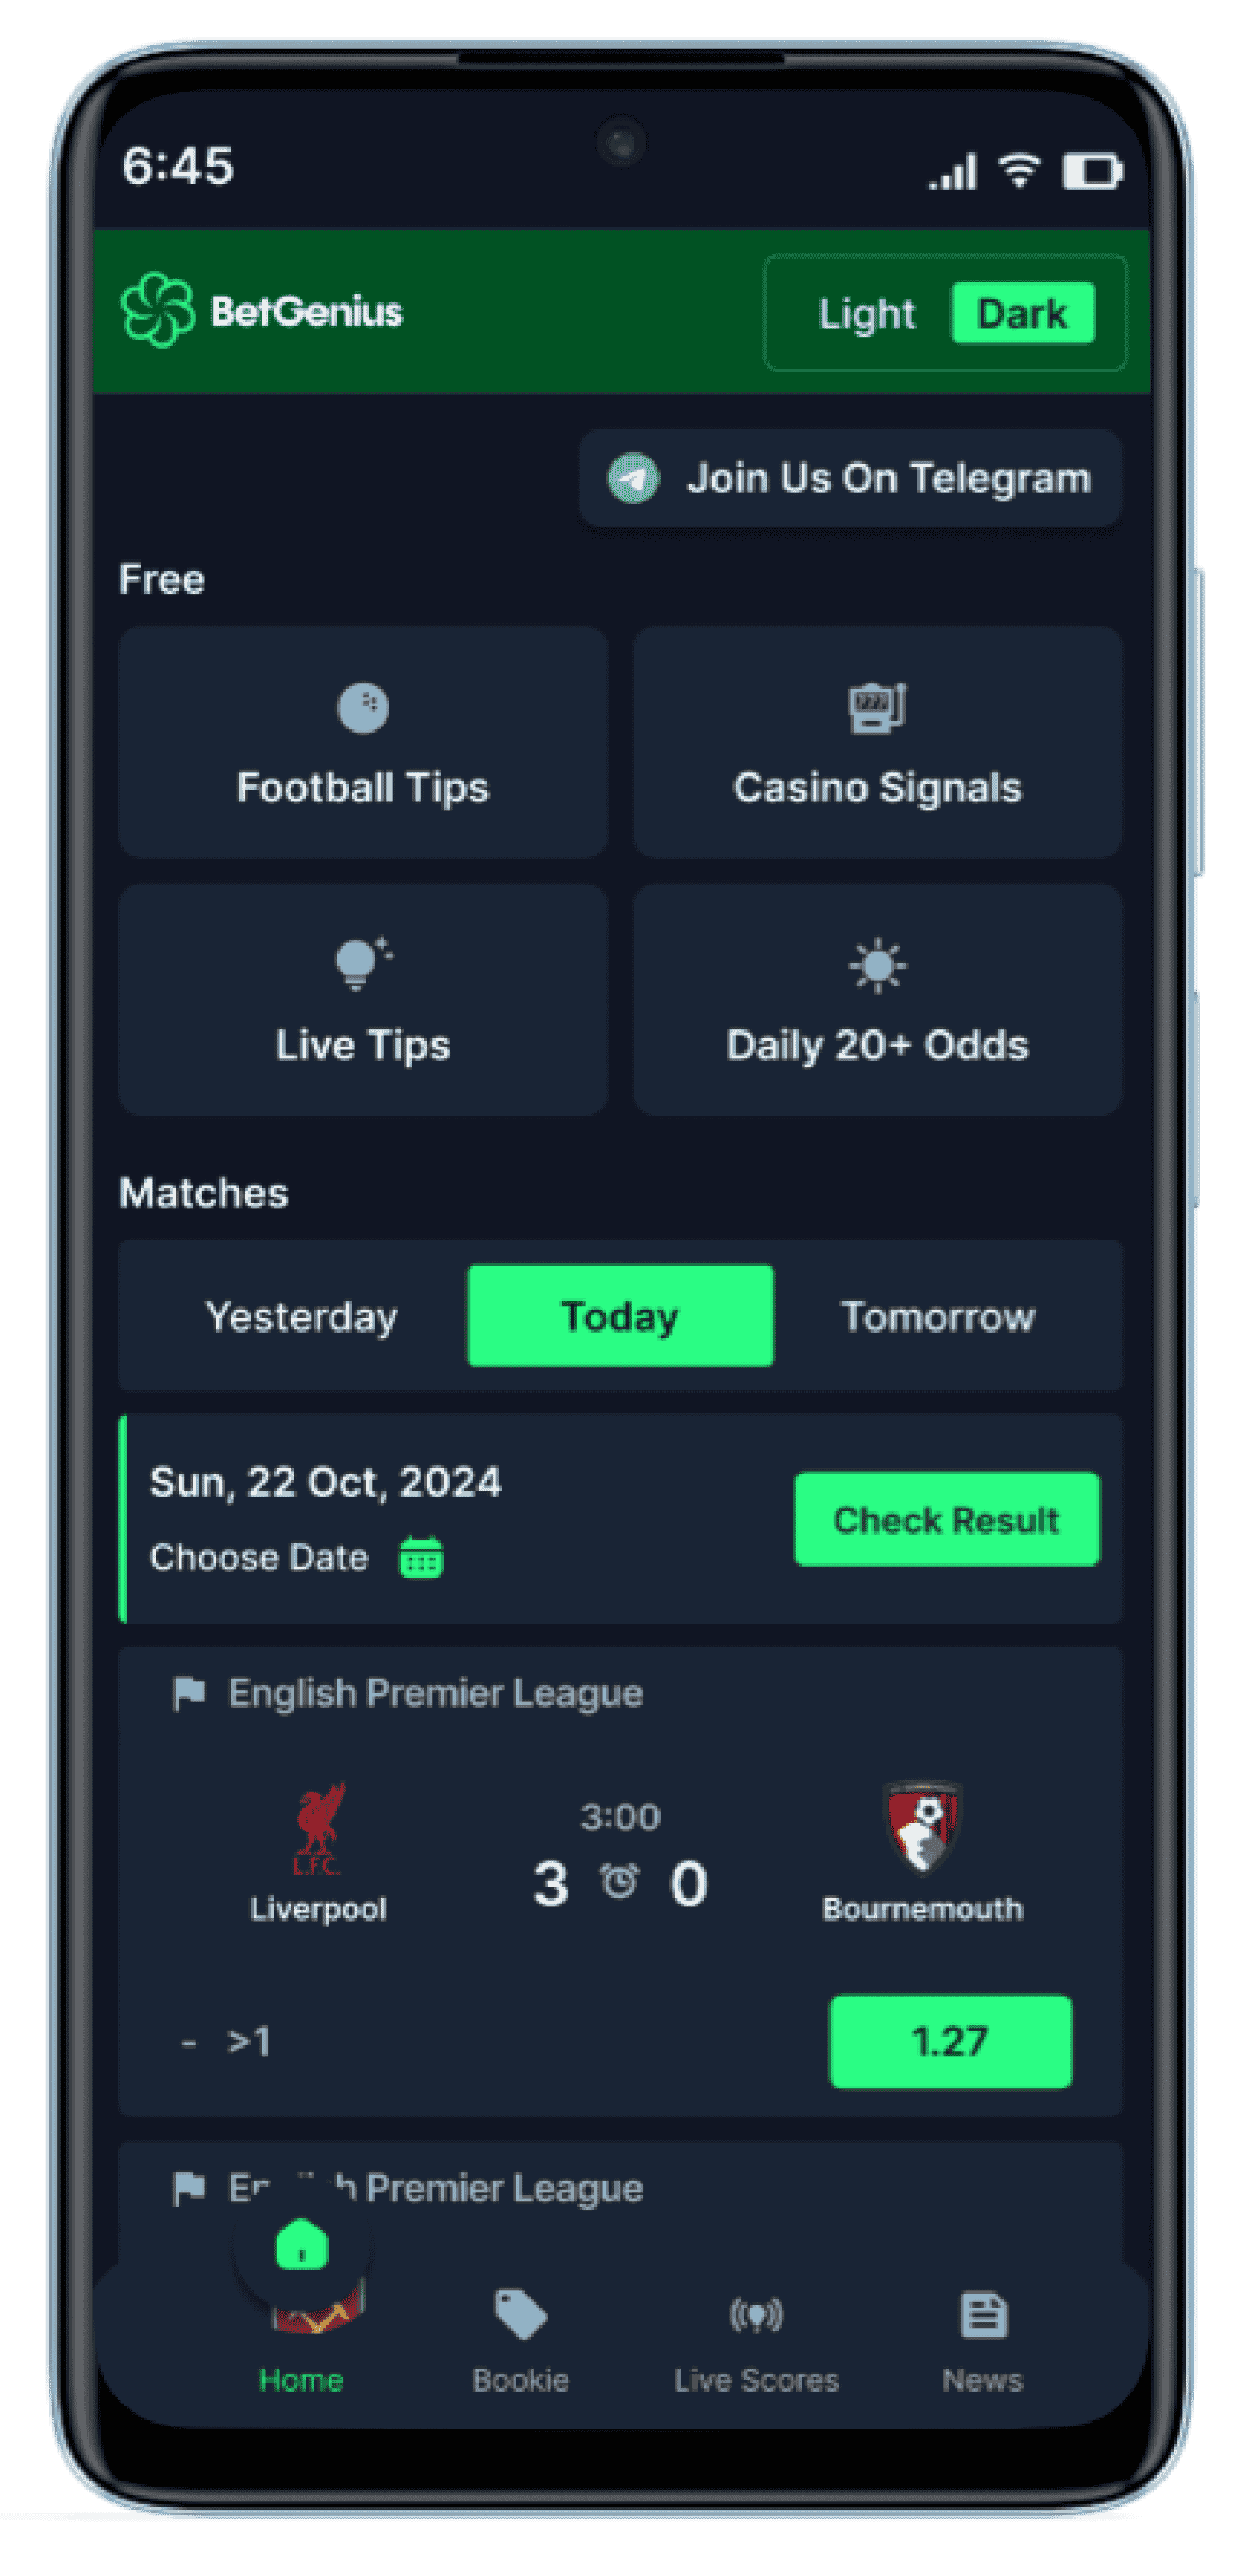 6:45
BetGenius
Light Dark
Join Us On Telegram
Free
Football Tips
Casino Signals
Live Tips
Daily 20+ Odds
Matches
Yesterday Today Tomorrow
Sun, 22 Oct, 2024
Choose Date
Check Result
English Premier League
3:00
L.F.C.
3 0
Liverpool
Bournemouth
- >1
1.27
Premier League
Home
Bookie
Live Scores
News